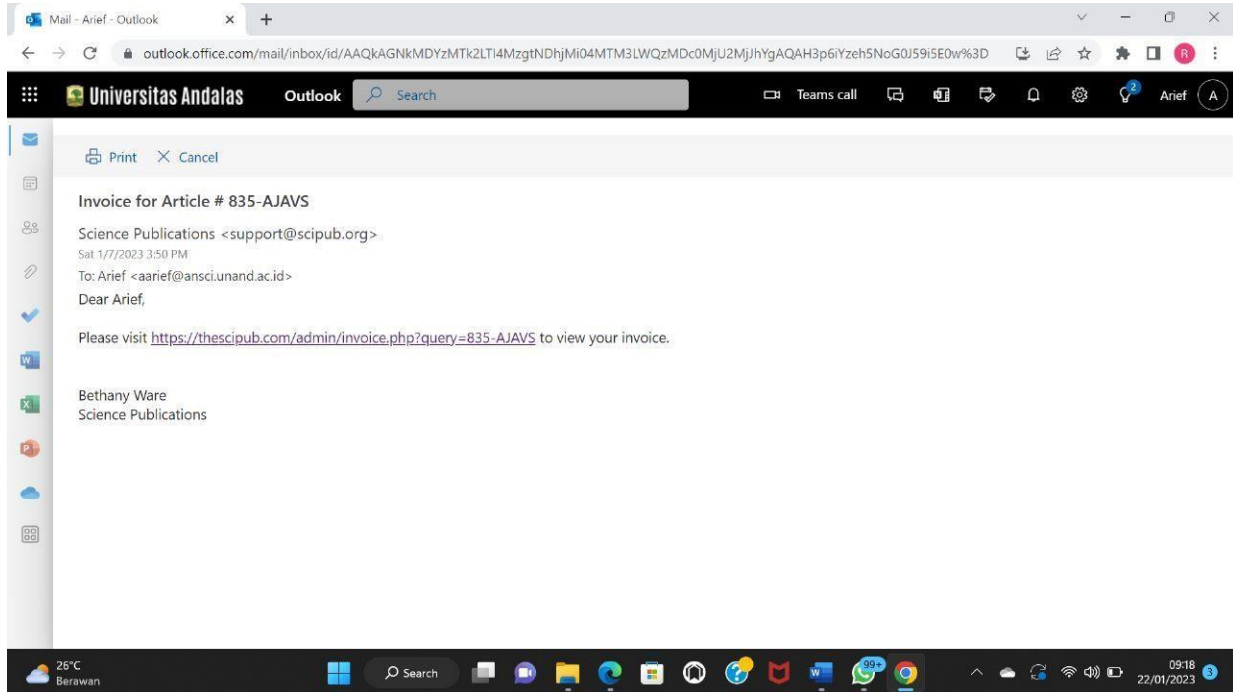 Mail - Arief - Outlook
outlook.office.com/mail/inbox/id/AAQkAGNkMDYzMTk2LTI4MzgtNDhjMi04MTM3LWQzMDc0MjU2MjJhYgAQAH3p6iYzeh5NoG0J59i5E0w%3D
R
Universitas Andalas Outlook Search Teams call 2 Arief A
Print Cancel
Invoice for Article # 835-AJAVS
Science Publications <support@scipub.org>
Sat 1/7/2023 3:50 PM
To: Arief <aarief@ansci.unand.ac.id>
Dear Arief,
Please visit https://thescipub.com/admin/invoice.php?query=835-AJAVS to view your invoice.
Bethany Ware
Science Publications
26°C
Berawan
Search
99+
09:18
22/01/2023
3